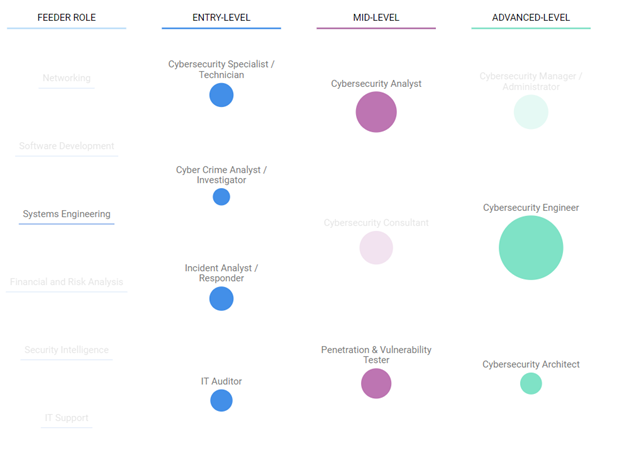 FEEDER ROLE
ENTRY-LEVEL
MID-LEVEL
ADVANCED-LEVEL
Networking
Software Development
Systems Engineering
Financial and Risk Analysis
Security Intelligence
IT Support
Cybersecurity Specialist /
Technician
Cyber Crime Analyst /
Investigator
Incident Analyst /
Responder
IT Auditor
Cybersecurity Analyst
Cybersecurity Consultant
Penetration & Vulnerability
Tester
Cybersecurity Manager /
Administrator
Cybersecurity Engineer
Cybersecurity Architect